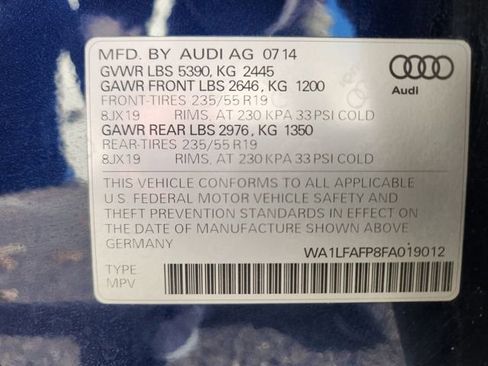 MFD. BY AUDI AG 07 14
GVWR LBS 5390, KG 2445
GAWR FRONT LBS 2646, KG 1200
FRONT-TIRES 235/55 R19
8JX19 RIMS, AT 230 KPA 33 PSI COLD
GAWR REAR LBS 2976, KG 1350
REAR-TIRES 235/55 R19
8JX19 RIMS, AT 230 KPA 33 PSI COLD
THIS VEHICLE CONFORMS TO ALL APPLICABLE
U.S. FEDERAL MOTOR VEHICLE SAFETY AND
THEFT PREVENTION STANDARDS IN EFFECT ON
THE DATE OF MANUFACTURE SHOWN ABOVE
GERMANY WA1LFAFP8FA019012
TYPE
MPV
Audi